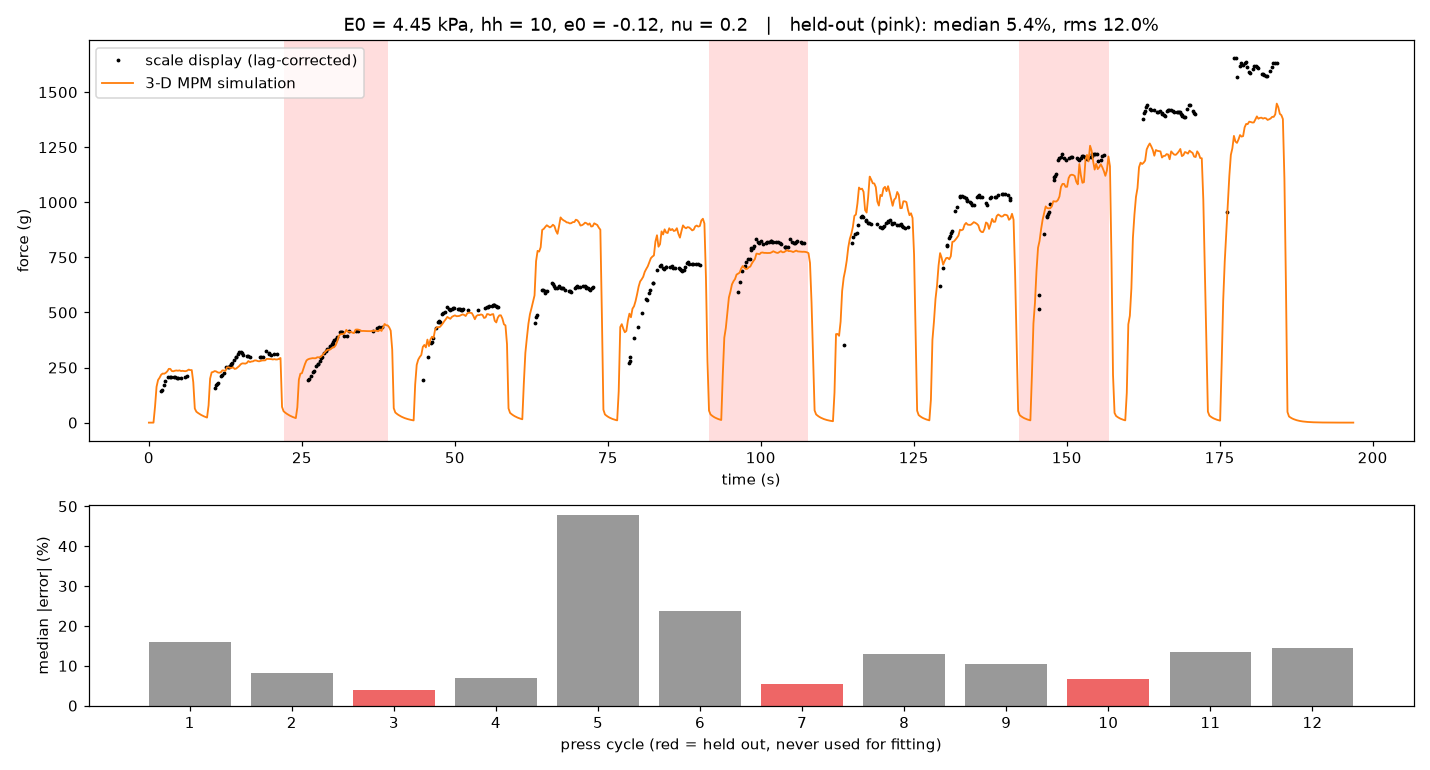 E0 = 4.45 kPa, hh = 10, e0 = -0.12, nu = 0.2 | held-out (pink): median 5.4%, rms 12.0%
scale display (lag-corrected)
3-D MPM simulation
force (g)
1500
1250
1000
750
500
250
0
0 25 50 75 100 125 150 175 200
time (s)
median |error| (%)
50
40
30
20
10
0
1 2 3 4 5 6 7 8 9 10 11 12
press cycle (red = held out, never used for fitting)